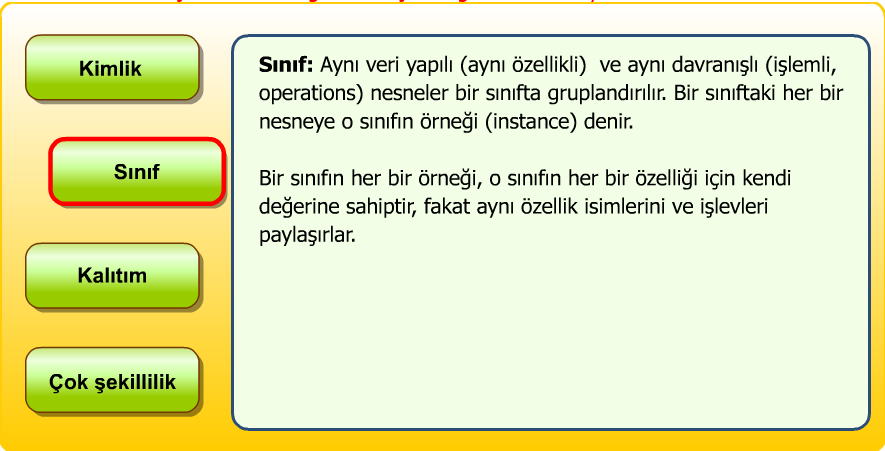 Kimlik
Sınıf
Kalıtım
Çok şekillilik
Sınıf: Aynı veri yapılı (aynı özellikli) ve aynı davranışlı (işlemli,
operations) nesneler bir sınıfta gruplandırılır. Bir sınıftaki her bir
nesneye o sınıfın örneği (instance) denir.
Bir sınıfın her bir örneği, o sınıfın her bir özelliği için kendi
değerine sahiptir, fakat aynı özellik isimlerini ve işlevleri
paylaşırlar.